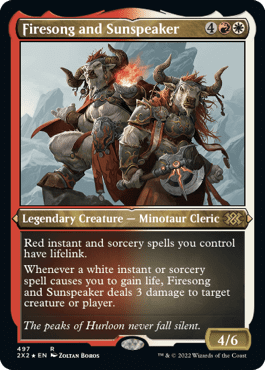 Firesong and Sunspeaker 4
Legendary Creature — Minotaur Cleric
Red instant and sorcery spells you control
have lifelink.
Whenever a white instant or sorcery
spell causes you to gain life, Firesong
and Sunspeaker deals 3 damage to target
creature or player.
The peaks of Hurloon never fall silent.
4/6
497 R
2X2 ★ EN ZOLTAN BOROS
™ & © 2022 Wizards of the Coast